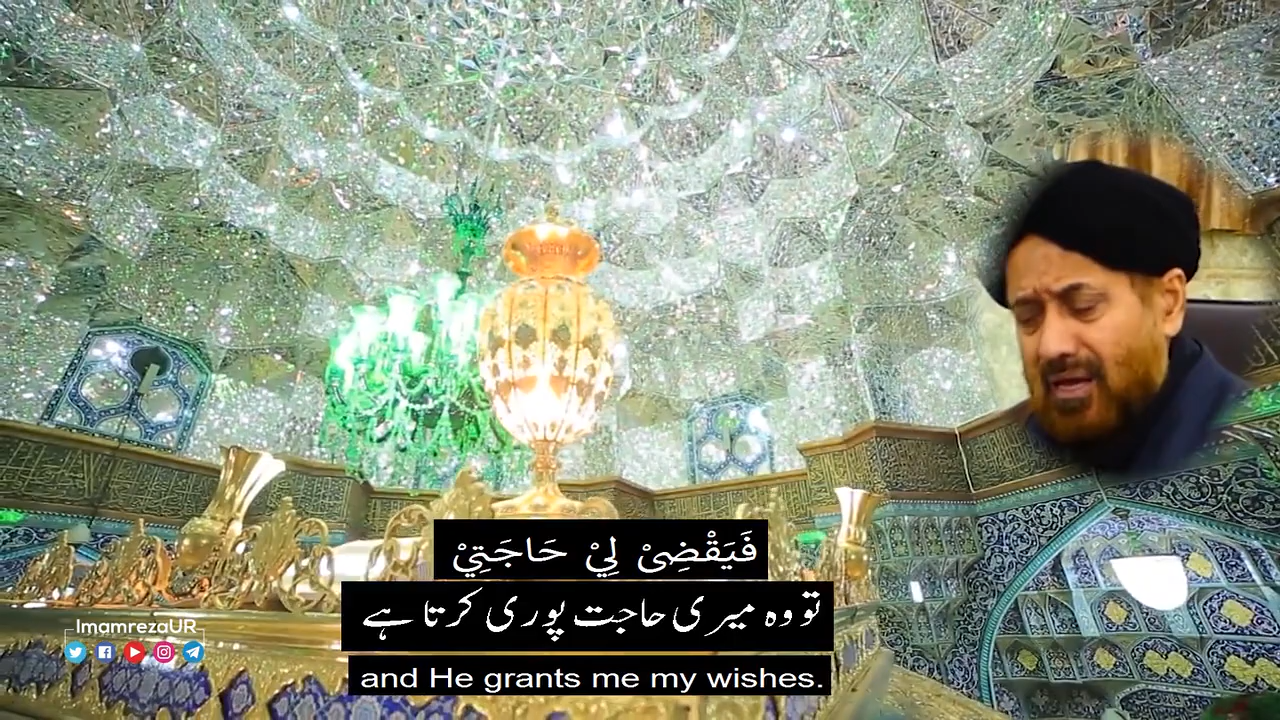 فَيَقْضِىْ لِيْ حَاجَتِيْ
تو وہ میری حاجت پوری کرتا ہے
and He grants me my wishes.
ImamrezaUR